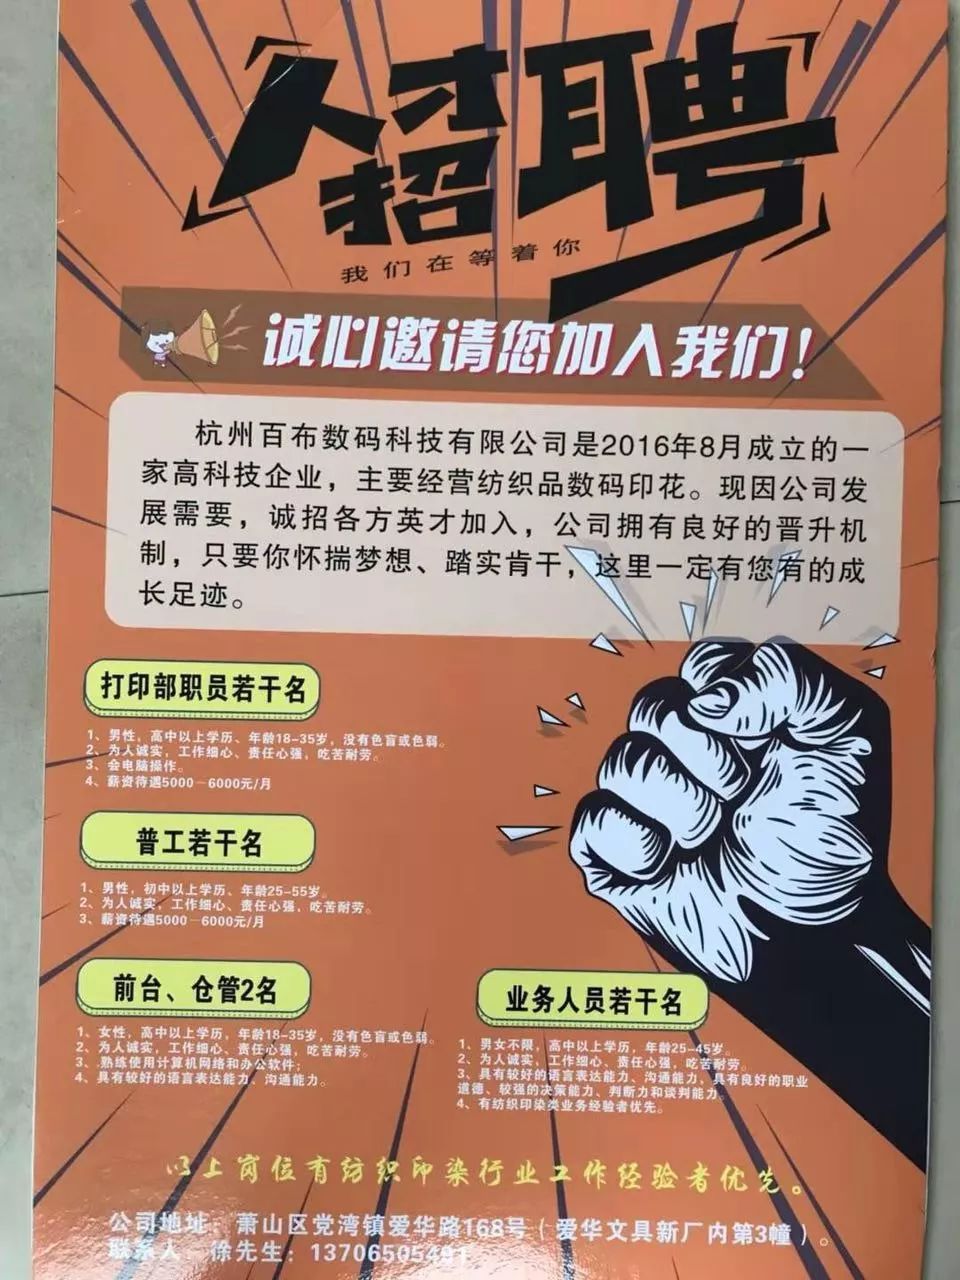 人才招聘
我们在等着你
诚心邀请您加入我们!
杭州百布数码科技有限公司是2016年8月成立的一
家高科技企业，主要经营纺织品数码印花。现因公司发
展需要，诚招各方英才加入，公司拥有良好的晋升机
制，只要你怀揣梦想、踏实肯干，这里一定有您有的成
长足迹。
打印部职员若干名
1、男性，高中以上学历、年龄18-35岁，没有色盲或色弱。
2、为人诚实，工作细心、责任心强，吃苦耐劳。
3、会电脑操作。
4、薪资待遇5000－6000元/月
普工若干名
1、男性，初中以上学历、年龄25-55岁。
2、为人诚实，工作细心、责任心强，吃苦耐劳。
3、薪资待遇5000－6000元/月
前台、仓管2名
1、女性，高中以上学历，年龄18-35岁，没有色盲或色弱。
2、为人诚实，工作细心、责任心强，吃苦耐劳。
3、.熟练使用计算机网络和办公软件；
4、具有较好的语言表达能力、沟通能力。
业务人员若干名
1、男女不限，高中以上学历，年龄25-45岁。
2、为人诚实，工作细心、责任心强，吃苦耐劳。
3、具有较好的语言表达能力、沟通能力，具有良好的职业
道德、较强的决策能力、判断力和谈判能力。
4、有纺织印染类业务经验者优先。
以上岗位有纺织印染行业工作经验者优先。
公司地址：萧山区党湾镇爱华路168号（爱华文具新厂内第3幢）。
联系人 徐先生：13706505491